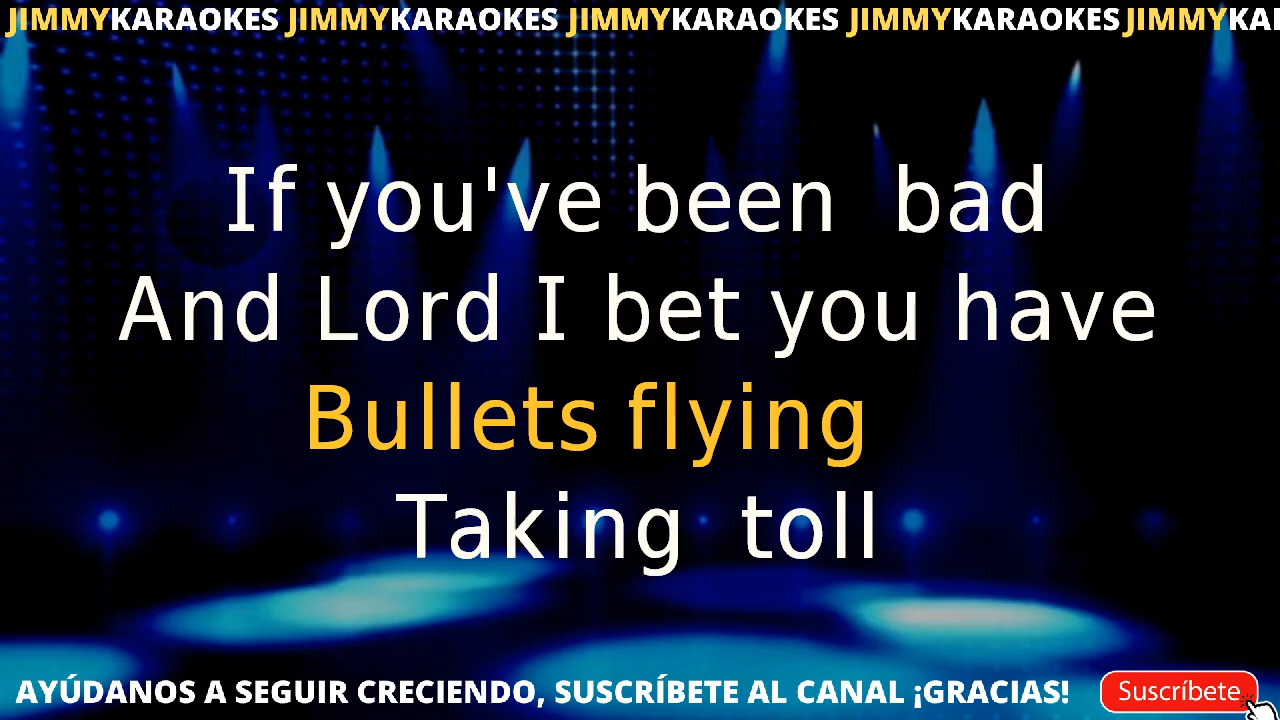 JIMMYKARAOKES JIMMYKARAOKES JIMMYKARAOKES JIMMYKARAOKES JIMMYKAI
If you've been bad
And Lord I bet you have
Bullets flying
Taking toll
AYÚDANOS A SEGUIR CRECIENDO, SUSCRÍBETE AL CANAL ¡GRACIAS! Suscríbete